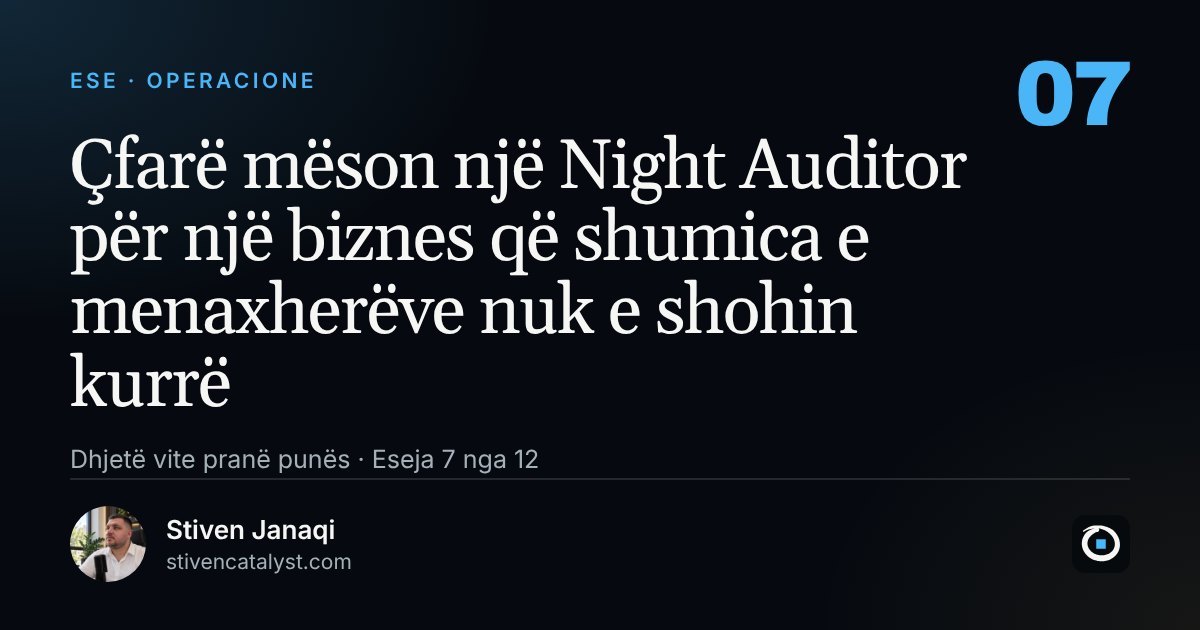 ESE · OPERACIONE
07
Çfarë mëson një Night Auditor
për një biznes që shumica e
menaxherëve nuk e shohin
kurrë
Dhjetë vite pranë punës · Eseja 7 nga 12
Stiven Janaqi
stivencatalyst.com